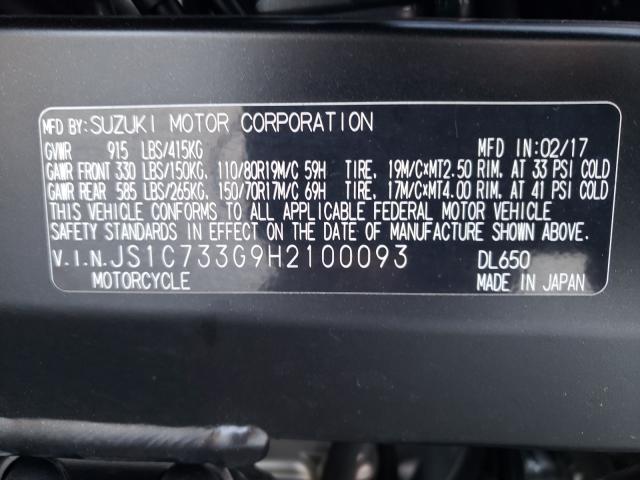 MFD BY: SUZUKI MOTOR CORPORATION
GVWR 915 LBS/415KG MFD IN: 02/17
GAWR FRONT 330 LBS/150KG, 110/80R19M/C 59H TIRE, 19M/C×MT2.50 RIM, AT 33 PSI COLD
GAWR REAR 585 LBS/265KG, 150/70R17M/C 69H TIRE, 17M/C×MT4.00 RIM, AT 41 PSI COLD
THIS VEHICLE CONFORMS TO ALL APPLICABLE FEDERAL MOTOR VEHICLE
SAFETY STANDARDS IN EFFECT ON THE DATE OF MANUFACTURE SHOWN ABOVE.
V.I.N. JS1C733G9H2100093 DL650
MOTORCYCLE MADE IN JAPAN